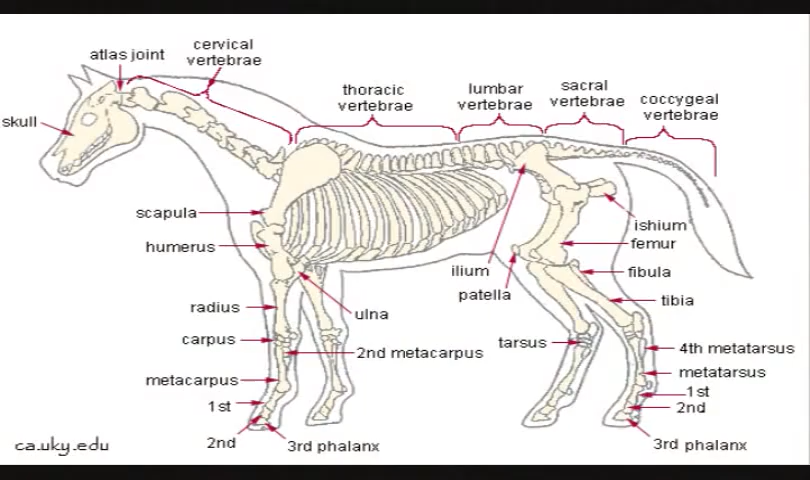 cervical
vertebrae
atlas joint
thoracic
vertebrae
lumbar
vertebrae
sacral
vertebrae
coccygeal
vertebrae
skull
scapula
humerus
ishium
femur
ilium
patella
fibula
tibia
radius
ulna
carpus
2nd metacarpus
tarsus
4th metatarsus
metacarpus
metatarsus
1st
1st
2nd
2nd
3rd phalanx
3rd phalanx
ca.uky.edu